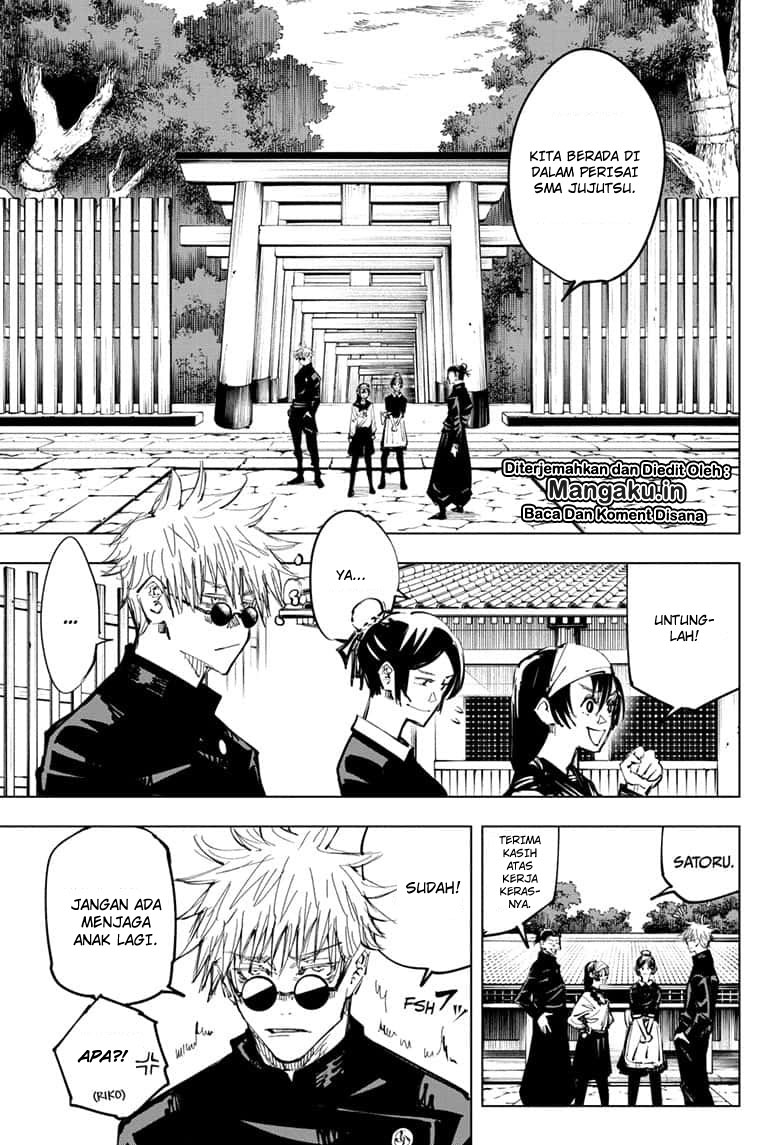 KITA BERADA DI
DALAM PERISAI
SMA JUJUTSU.
Diterjemahkan dan Diedit Oleh:
Mangaku.in
Baca Dan Koment Disana
UNTUNG-
LAH!
YA...
...
SATORU.
TERIMA
KASIH
ATAS
KERJA
KERAS-
NYA.
SUDAH!
FSH
JANGAN ADA
MENJAGA
ANAK LAGI.
APA?!
(RIKO)